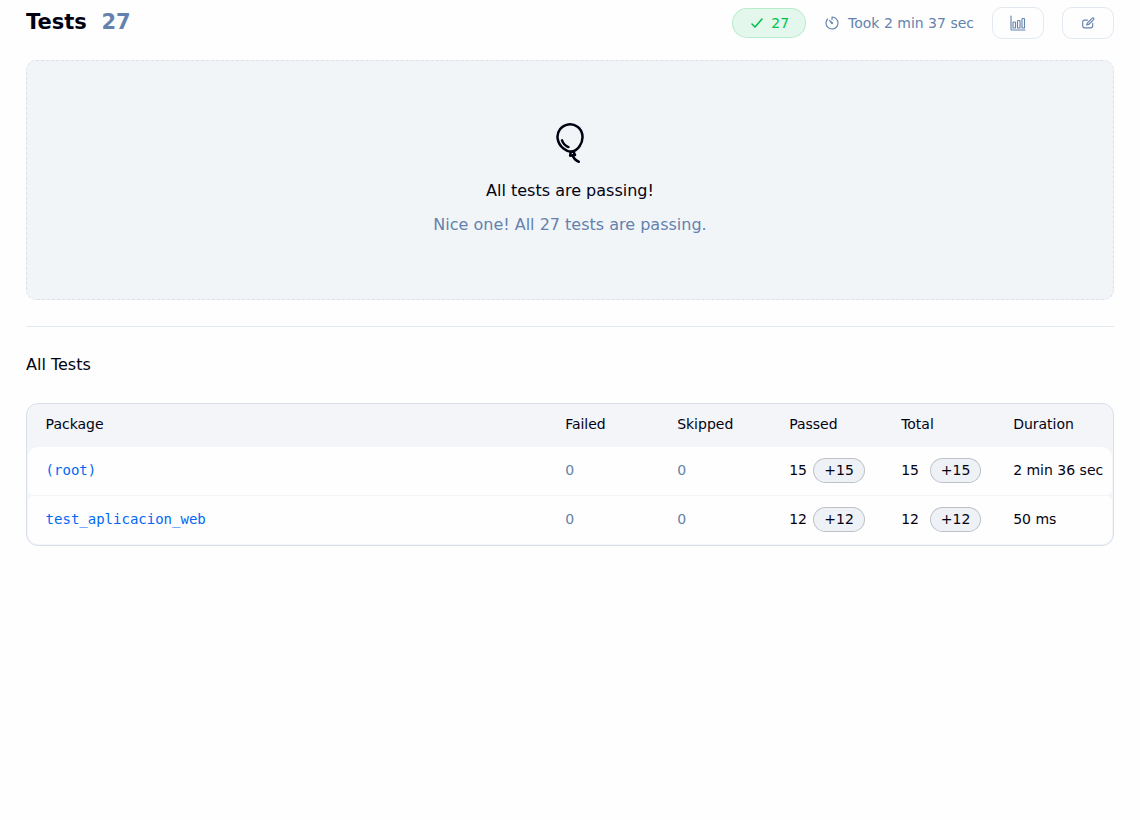 Tests 27 27 Took 2 min 37 sec
All tests are passing!
Nice one! All 27 tests are passing.
All Tests
Package Failed Skipped Passed Total Duration
(root) 0 0 15 +15 15 +15 2 min 36 sec
test_aplicacion_web 0 0 12 +12 12 +12 50 ms